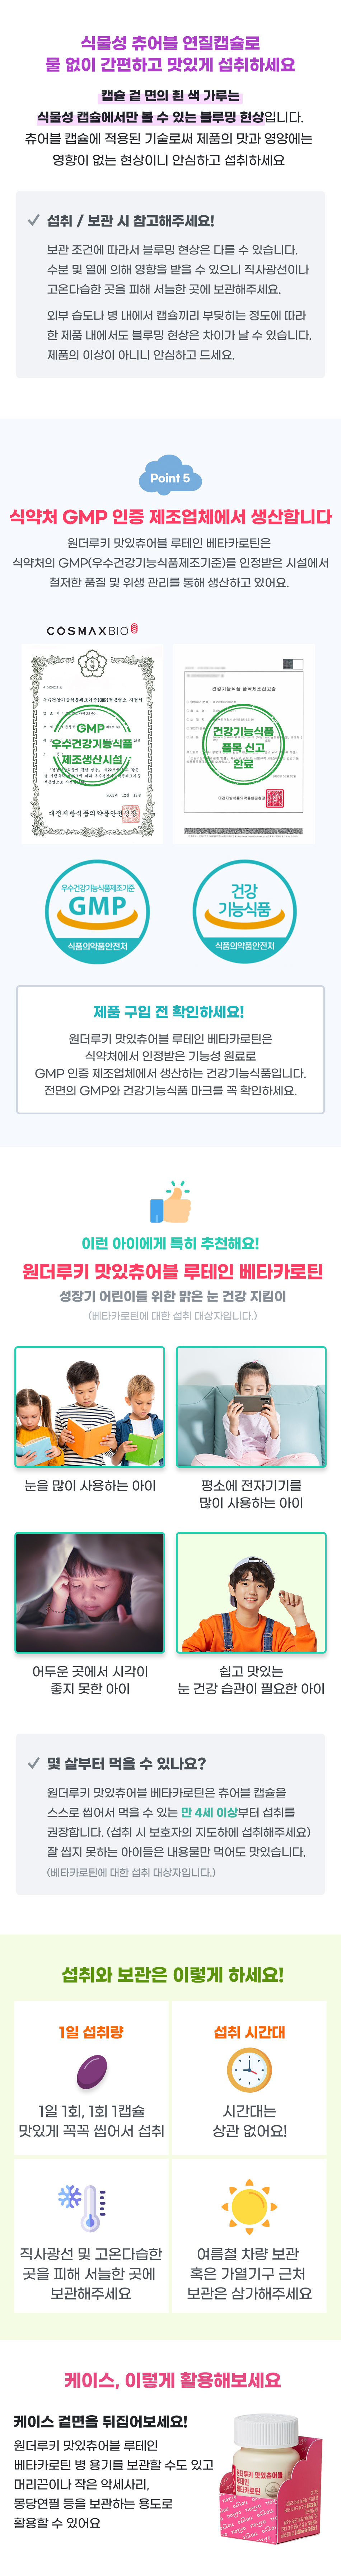 식물성 츄어블 연질캡슐로
물 없이 간편하고 맛있게 섭취하세요
캡슐 겉 면의 흰 색 가루는
식물성 캡슐에서만 볼 수 있는 블루밍 현상입니다.
츄어블 캡슐에 적용된 기술로써 제품의 맛과 영양에는
영향이 없는 현상이니 안심하고 섭취하세요
섭취 / 보관 시 참고해주세요!
보관 조건에 따라서 블루밍 현상은 다를 수 있습니다.
수분 및 열에 의해 영향을 받을 수 있으니 직사광선이나
고온다습한 곳을 피해 서늘한 곳에 보관해주세요.
외부 습도나 병 내에서 캡슐끼리 부딪히는 정도에 따라
한 제품 내에서도 블루밍 현상은 차이가 날 수 있습니다.
제품의 이상이 아니니 안심하고 드세요.
Point 5
식약처 GMP 인증 제조업체에서 생산합니다
원더루키 맛있츄어블 루테인 베타카로틴은
식약처의 GMP(우수건강기능식품제조기준)를 인정받은 시설에서
철저한 품질 및 위생 관리를 통해 생산하고 있어요.
COSMAXBIO
GMP
우수건강기능식품
제조생산시설
대전지방식품의약품안전청장
건강기능식품 품목제조신고증
건강기능식품
품목 신고
완료
우수건강기능식품제조기준
GMP
식품의약품안전처
건강
기능식품
식품의약품안전처
제품 구입 전 확인하세요!
원더루키 맛있츄어블 루테인 베타카로틴은
식약처에서 인정받은 기능성 원료로
GMP 인증 제조업체에서 생산하는 건강기능식품입니다.
전면의 GMP와 건강기능식품 마크를 꼭 확인하세요.
이런 아이에게 특히 추천해요!
원더루키 맛있츄어블 루테인 베타카로틴
성장기 어린이를 위한 맑은 눈 건강 지킴이
(베타카로틴에 대한 섭취 대상자입니다.)
눈을 많이 사용하는 아이
평소에 전자기기를
많이 사용하는 아이
어두운 곳에서 시각이
좋지 못한 아이
쉽고 맛있는
눈 건강 습관이 필요한 아이
몇 살부터 먹을 수 있나요?
원더루키 맛있츄어블 베타카로틴은 츄어블 캡슐을
스스로 씹어서 먹을 수 있는 만 4세 이상부터 섭취를
권장합니다. (섭취 시 보호자의 지도하에 섭취해주세요)
잘 씹지 못하는 아이들은 내용물만 먹어도 맛있습니다.
(베타카로틴에 대한 섭취 대상자입니다.)
섭취와 보관은 이렇게 하세요!
1일 섭취량
1일 1회, 1회 1캡슐
맛있게 꼭꼭 씹어서 섭취
섭취 시간대
시간대는
상관 없어요!
직사광선 및 고온다습한
곳을 피해 서늘한 곳에
보관해주세요
여름철 차량 보관
혹은 가열기구 근처
보관은 삼가해주세요
케이스, 이렇게 활용해보세요
케이스 겉면을 뒤집어보세요!
원더루키 맛있츄어블 루테인
베타카로틴 병 용기를 보관할 수도 있고
머리끈이나 작은 악세사리,
몽당연필 등을 보관하는 용도로
활용할 수 있어요
원더루키 맛있츄어블
루테인
베타카로틴